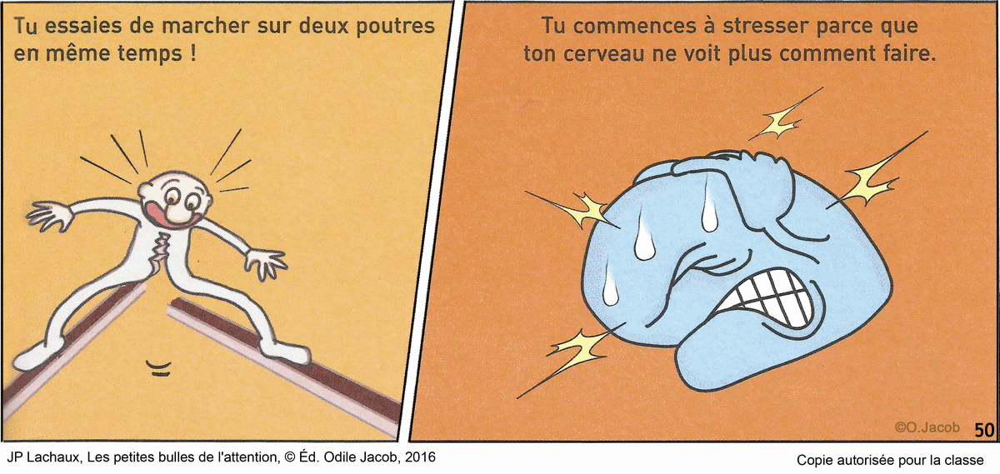 Tu essaies de marcher sur deux poutres
en même temps !
Tu commences à stresser parce que
ton cerveau ne voit plus comment faire.
©O.Jacob
50
JP Lachaux, Les petites bulles de l'attention, © Éd. Odile Jacob, 2016
Copie autorisée pour la classe